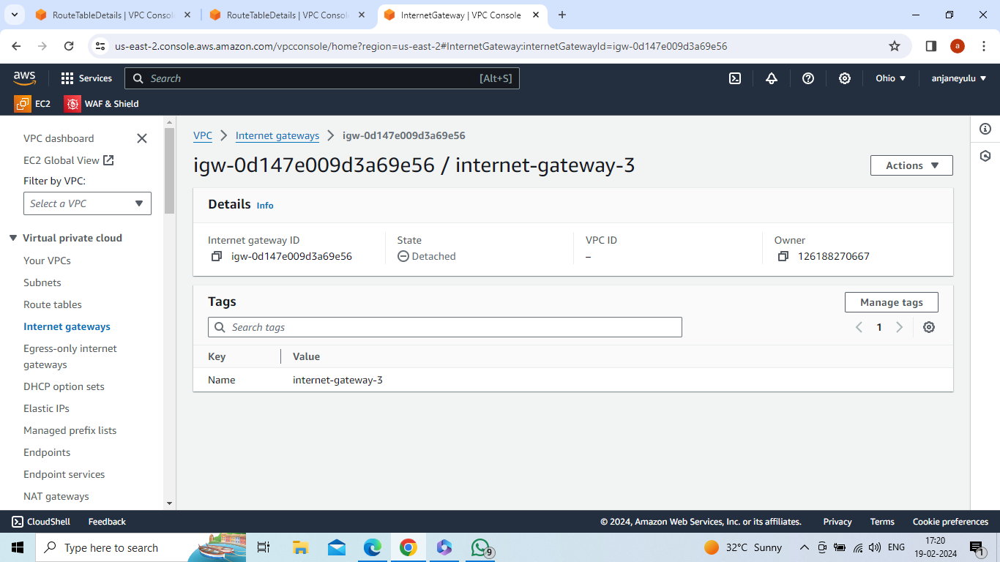 RouteTableDetails | VPC Consol
RouteTableDetails | VPC Consol
InternetGateway | VPC Console
us-east-2.console.aws.amazon.com/vpcconsole/home?region=us-east-2#InternetGateway:internetGatewayId=igw-0d147e009d3a69e56
a
aws
Services
Search
[Alt+S]
Ohio
anjaneyulu
EC2
WAF & Shield
VPC dashboard
EC2 Global View
Filter by VPC:
Select a VPC
Virtual private cloud
Your VPCs
Subnets
Route tables
Internet gateways
Egress-only internet
gateways
DHCP option sets
Elastic IPs
Managed prefix lists
Endpoints
Endpoint services
NAT gateways
VPC
Internet gateways
igw-0d147e009d3a69e56
igw-0d147e009d3a69e56 / internet-gateway-3
Actions
Details Info
Internet gateway ID
igw-0d147e009d3a69e56
State
Detached
VPC ID
–
Owner
126188270667
Tags
Manage tags
Search tags
1
Key
Value
Name
internet-gateway-3
CloudShell
Feedback
© 2024, Amazon Web Services, Inc. or its affiliates.
Privacy
Terms
Cookie preferences
Type here to search
9
32°C Sunny
ENG
17:20
19-02-2024
1